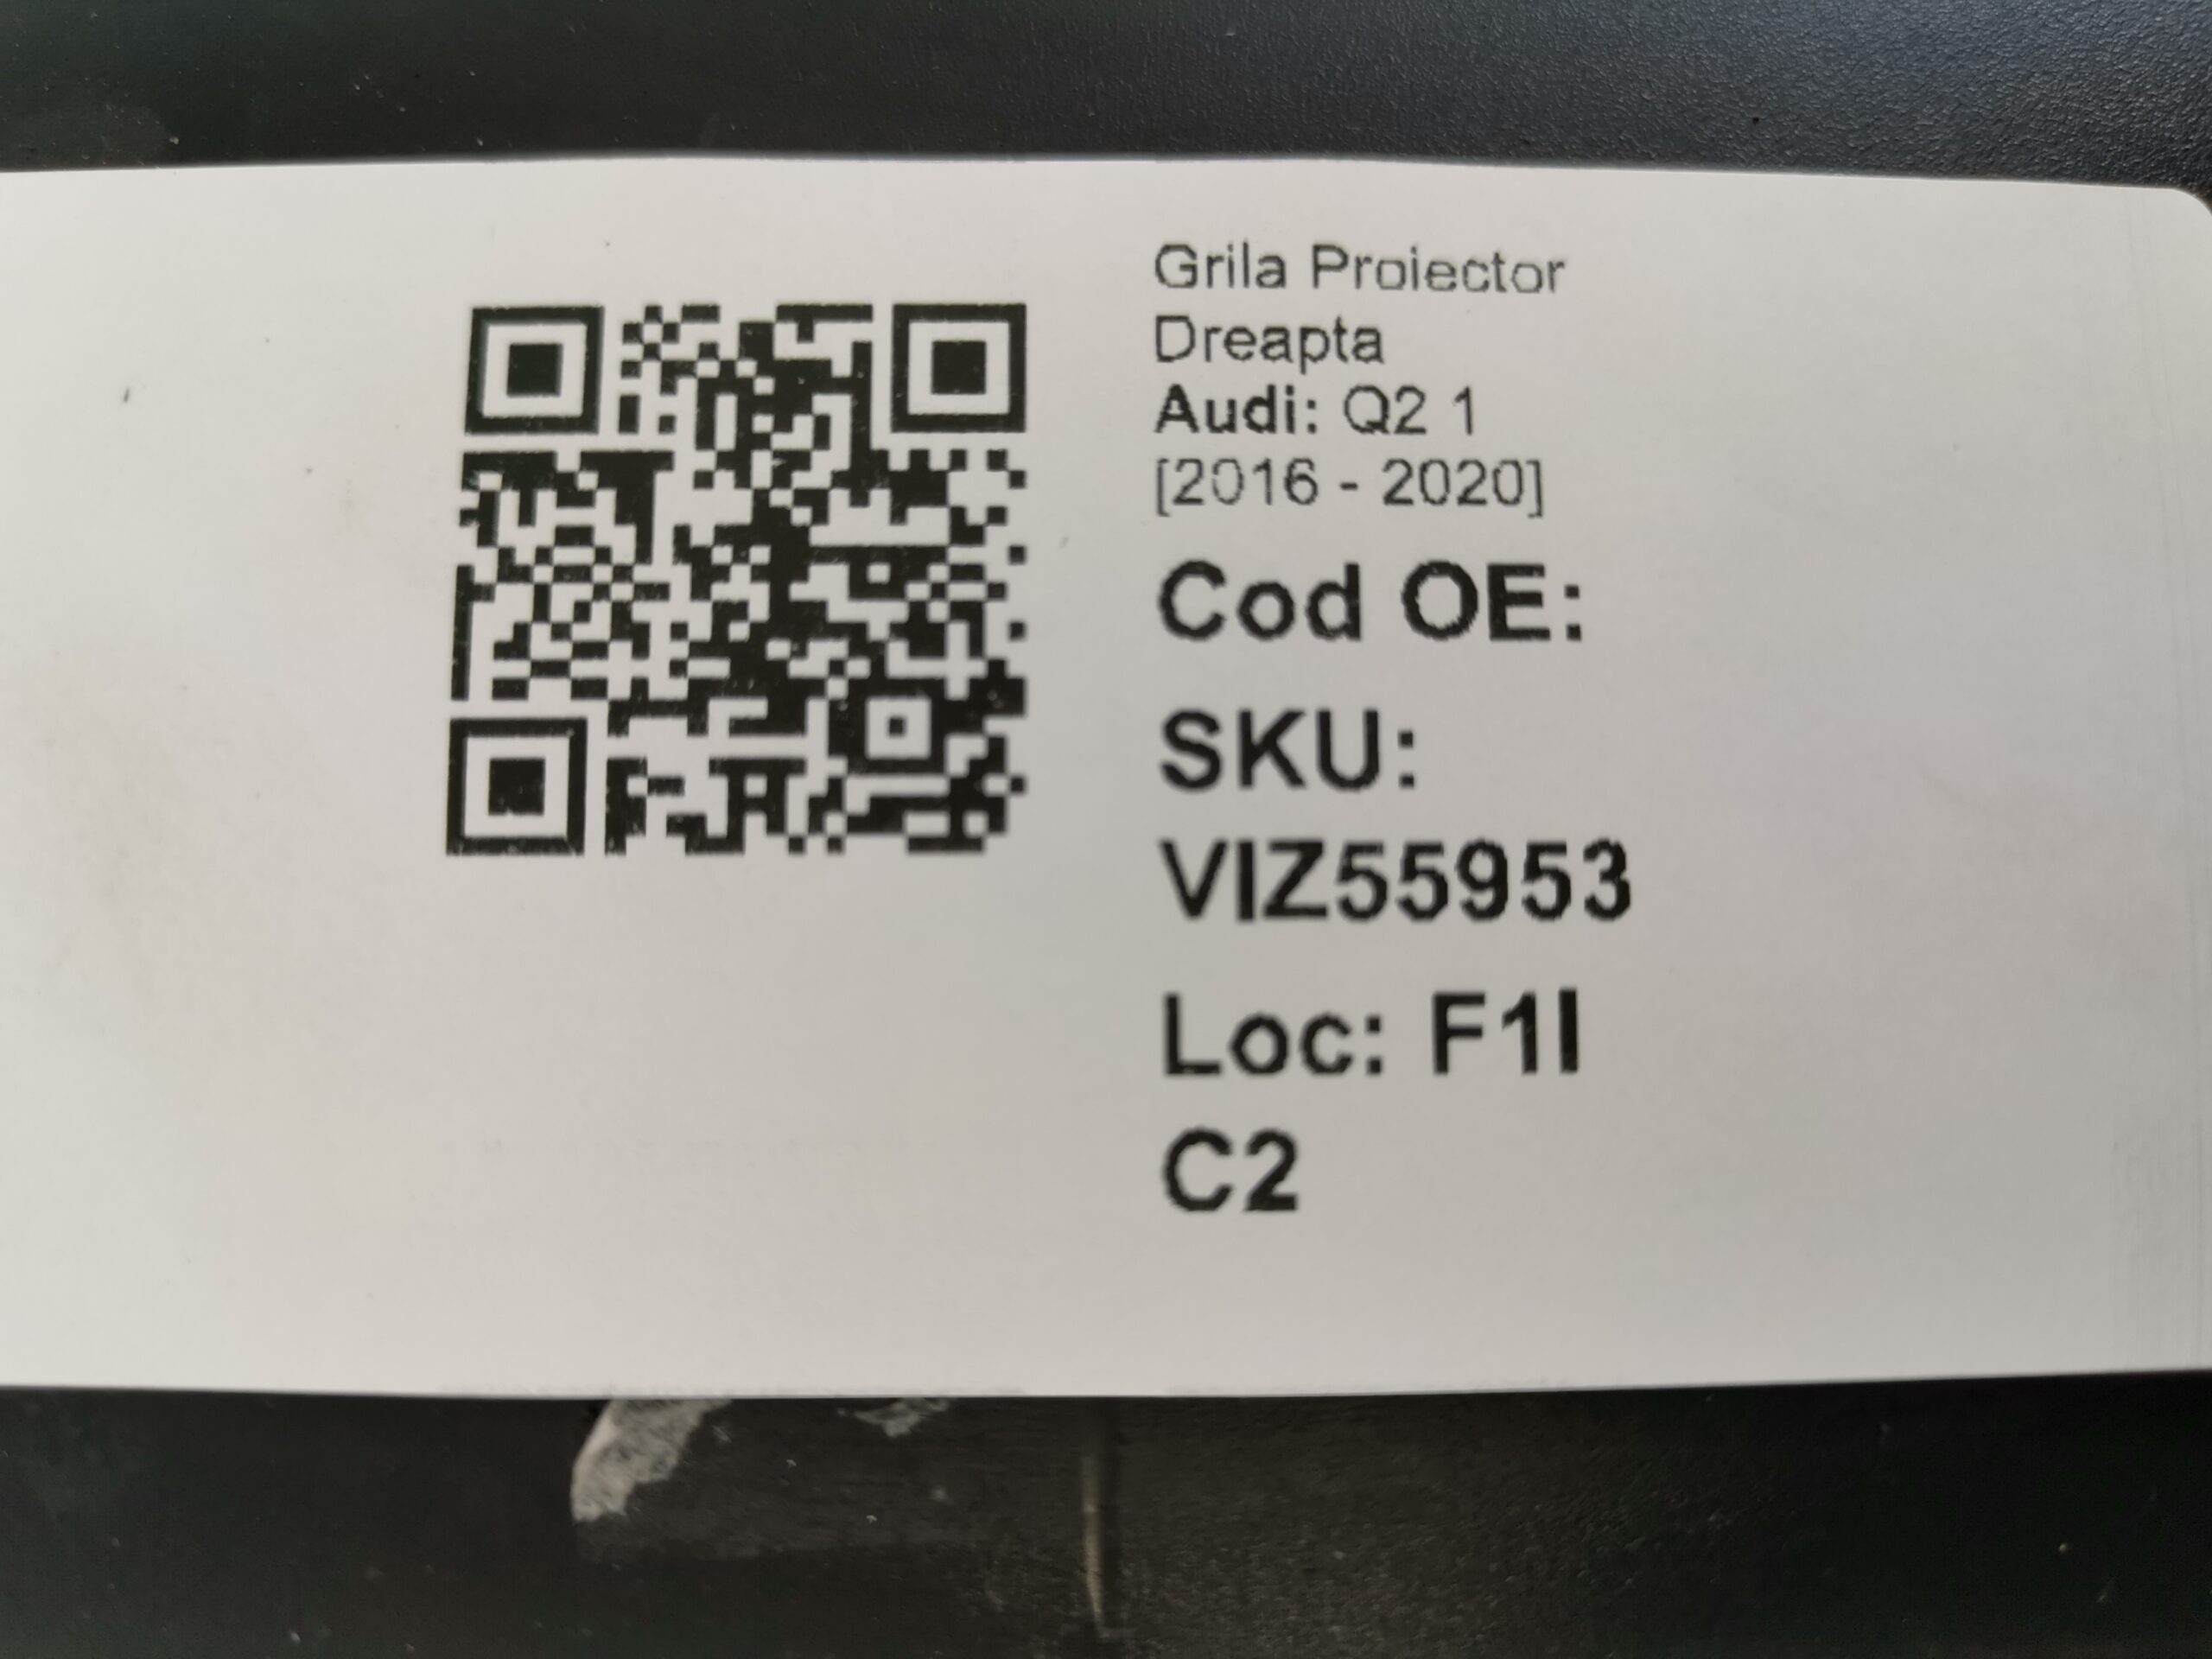 Grila Proiector
Dreapta
Audi: Q2 1
[2016 - 2020]
Cod OE:
SKU:
VIZ55953
Loc: F1I
C2